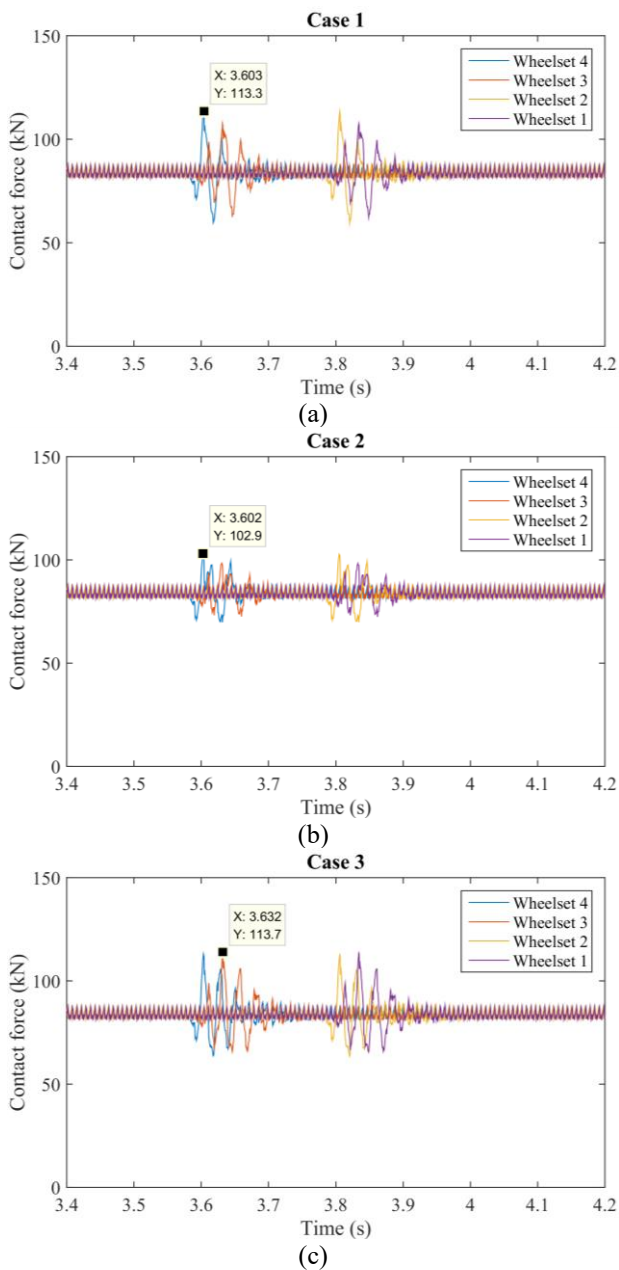 Case 1
150
X: 3.603
Y: 113.3
Wheelset 4
Wheelset 3
Wheelset 2
Wheelset 1
100
50
0
Contact force (kN)
3.4 3.5 3.6 3.7 3.8 3.9 4 4.1 4.2
Time (s)
(a)
Case 2
150
X: 3.602
Y: 102.9
Wheelset 4
Wheelset 3
Wheelset 2
Wheelset 1
100
50
0
Contact force (kN)
3.4 3.5 3.6 3.7 3.8 3.9 4 4.1 4.2
Time (s)
(b)
Case 3
150
X: 3.632
Y: 113.7
Wheelset 4
Wheelset 3
Wheelset 2
Wheelset 1
100
50
0
Contact force (kN)
3.4 3.5 3.6 3.7 3.8 3.9 4 4.1 4.2
Time (s)
(c)